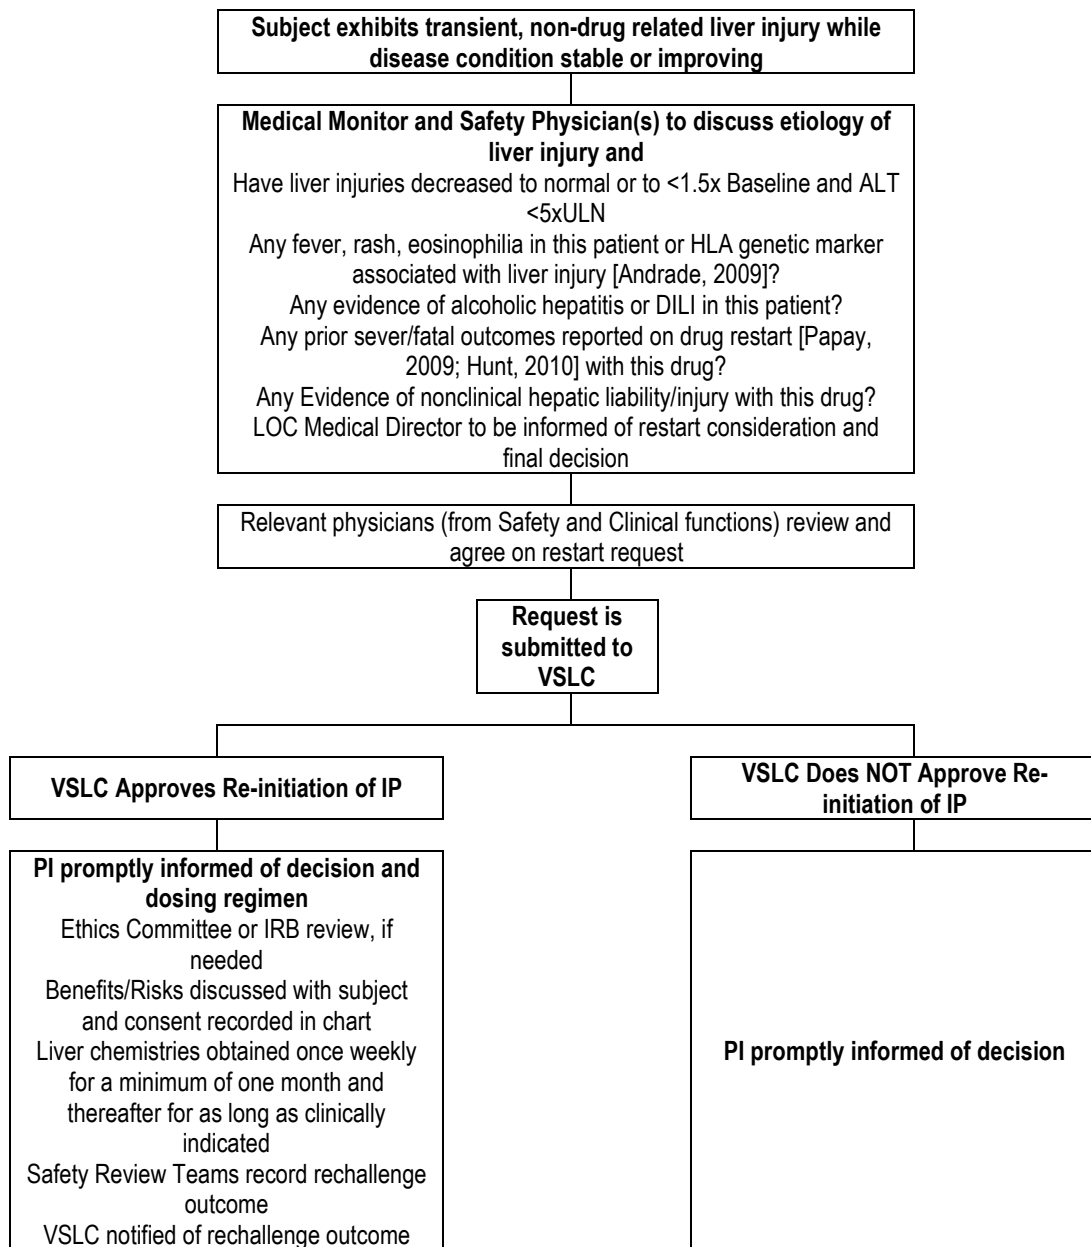 Subject exhibits transient, non-drug related liver injury while
disease condition stable or improving
Medical Monitor and Safety Physician(s) to discuss etiology of
liver injury and
Have liver injuries decreased to normal or to <1.5x Baseline and ALT
<5xULN
Any fever, rash, eosinophilia in this patient or HLA genetic marker
associated with liver injury [Andrade, 2009]?
Any evidence of alcoholic hepatitis or DILI in this patient?
Any prior sever/fatal outcomes reported on drug restart [Papay,
2009; Hunt, 2010] with this drug?
Any Evidence of nonclinical hepatic liability/injury with this drug?
LOC Medical Director to be informed of restart consideration and
final decision
Relevant physicians (from Safety and Clinical functions) review and
agree on restart request
Request is
submitted to
VSLC
VSLC Approves Re-initiation of IP
VSLC Does NOT Approve Re-
initiation of IP
PI promptly informed of decision and
dosing regimen
Ethics Committee or IRB review, if
needed
Benefits/Risks discussed with subject
and consent recorded in chart
Liver chemistries obtained once weekly
for a minimum of one month and
thereafter for as long as clinically
indicated
Safety Review Teams record rechallenge
outcome
VSLC notified of rechallenge outcome
PI promptly informed of decision